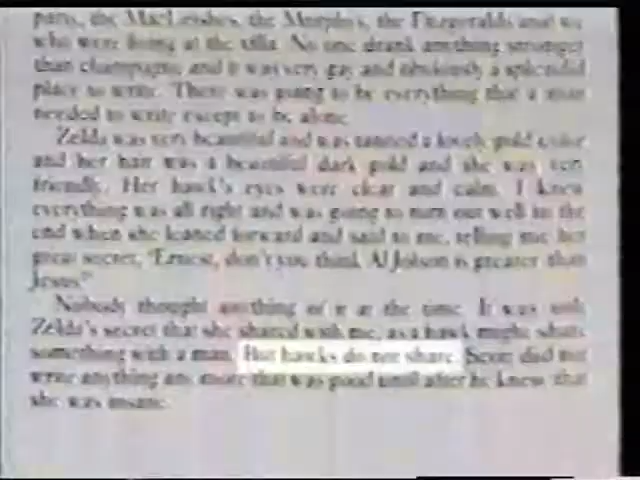 party, the MacLeishes, the Murphys, the Fitzgeralds and we
who were living at the villa. No one drank anything stronger
than champagne and it was very gay and obviously a splendid
place to write. There was going to be everything that a man
needed to write except to be alone.
Zelda was very beautiful and was tanned a lovely gold color
and her hair was a beautiful dark gold and she was very
friendly. Her hawk's eyes were clear and calm. I knew
everything was all right and was going to turn out well in the
end when she leaned forward and said to me, telling me her
great secret, "Ernest, don't you think Al Jolson is greater than
Jesus?"
Nobody thought anything of it at the time. It was only
Zelda's secret that she shared with me, as a hawk might share
something with a man. But hawks do not share. Scott did not
write anything any more that was good until after he knew that
she was insane.